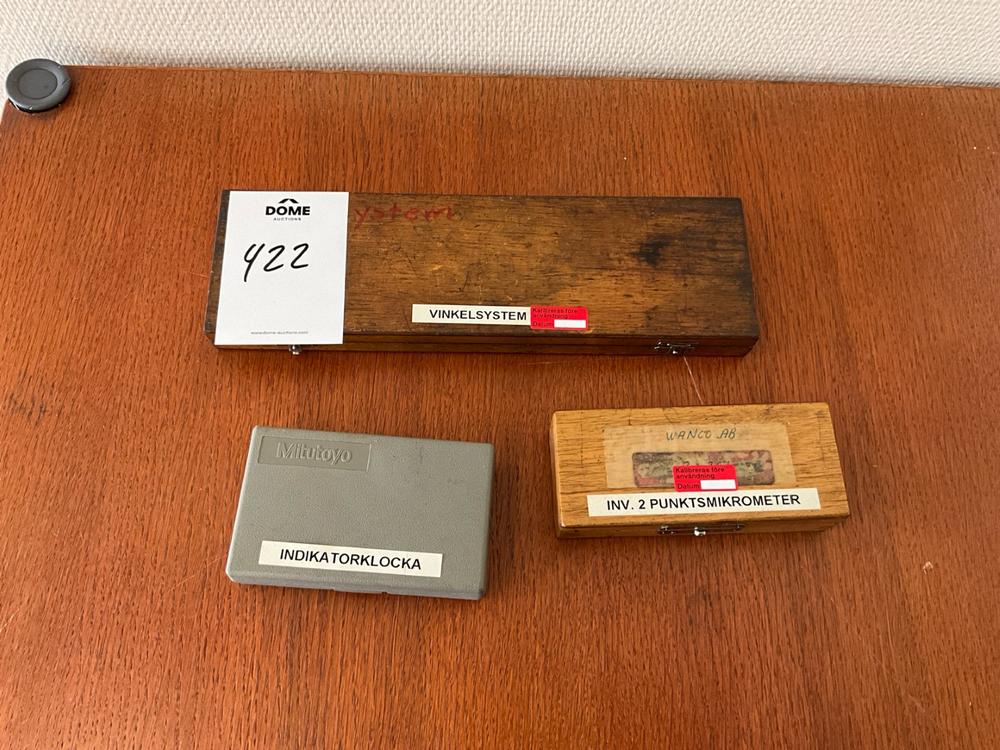 DÔME
AUCTIONS
422
www.dome-auctions.com
ystem
VINKELSYSTEM
Kalibreras före
användning
Datum
Mitutoyo
INDIKATORKLOCKA
WANCO AB
Kalibreras före
användning
Datum
INV. 2 PUNKTSMIKROMETER